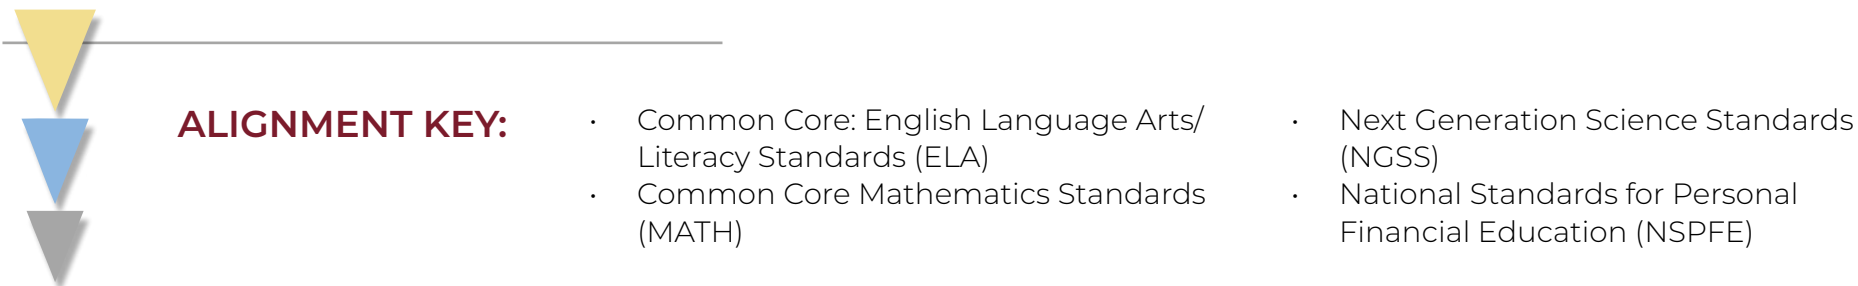 ALIGNMENT KEY:
• Common Core: English Language Arts/
Literacy Standards (ELA)
• Common Core Mathematics Standards
(MATH)
• Next Generation Science Standards
(NGSS)
• National Standards for Personal
Financial Education (NSPFE)